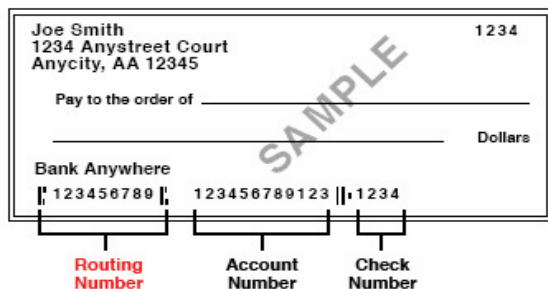 Joe Smith 1234
1234 Anystreet Court
Anycity, AA 12345
SAMPLE
Pay to the order of
Dollars
Bank Anywhere
123456789 123456789123 1234
Routing Account Check
Number Number Number